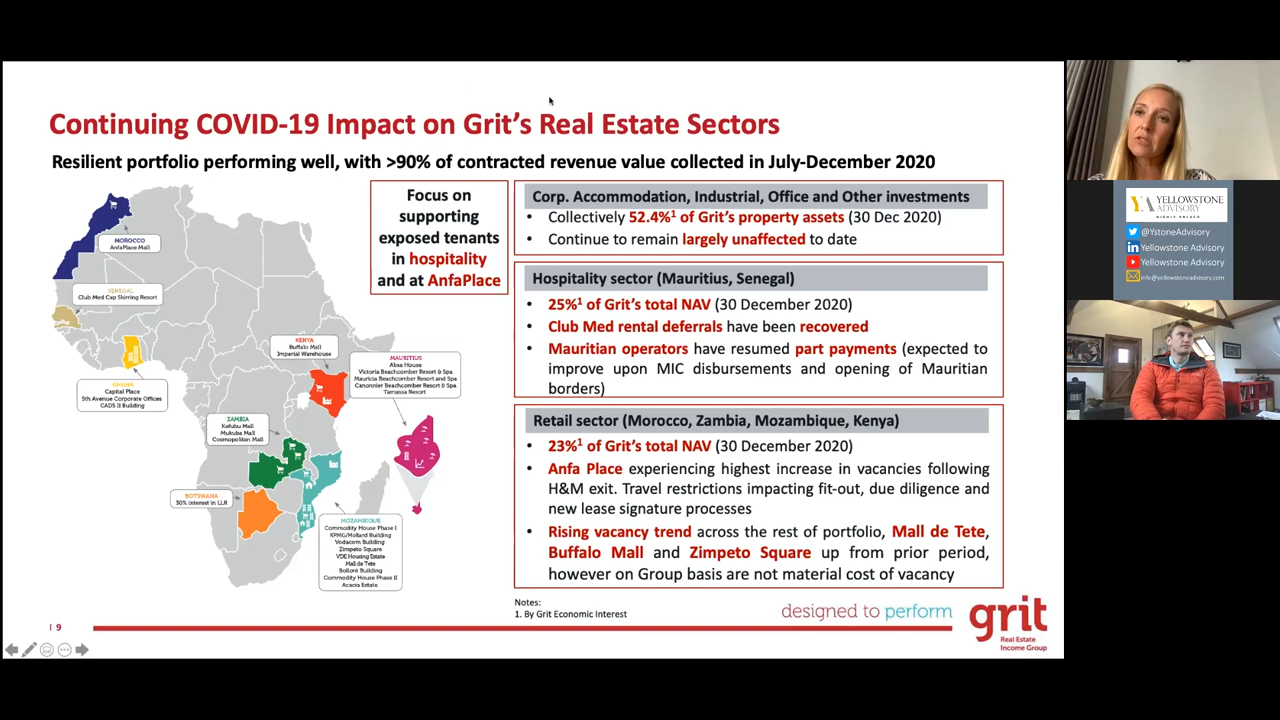 Continuing COVID-19 Impact on Grit's Real Estate Sectors
Resilient portfolio performing well, with >90% of contracted revenue value collected in July-December 2020
Focus on
supporting
exposed tenants
in hospitality
and at AnfaPlace
Corp. Accommodation, Industrial, Office and Other investments
• Collectively 52.4%¹ of Grit's property assets (30 Dec 2020)
• Continue to remain largely unaffected to date
Hospitality sector (Mauritius, Senegal)
• 25%¹ of Grit's total NAV (30 December 2020)
• Club Med rental deferrals have been recovered
• Mauritian operators have resumed part payments (expected to
improve upon MIC disbursements and opening of Mauritian
borders)
Retail sector (Morocco, Zambia, Mozambique, Kenya)
• 23%¹ of Grit's total NAV (30 December 2020)
• Anfa Place experiencing highest increase in vacancies following
H&M exit. Travel restrictions impacting fit-out, due diligence and
new lease signature processes
• Rising vacancy trend across the rest of portfolio, Mall de Tete,
Buffalo Mall and Zimpeto Square up from prior period,
however on Group basis are not material cost of vacancy
MOROCCO
AnfaPlace Mall
SENEGAL
Club Med Cap Skirring Resort
GHANA
Capital Place
5th Avenue Corporate Offices
CADS II Building
KENYA
Buffalo Mall
Imperial Warehouse
MAURITIUS
Absa House
Victoria Beachcomber Resort & Spa
Mauricia Beachcomber Resort and Spa
Canonnier Beachcomber Resort & Spa
Tamassa Resort
ZAMBIA
Kafubu Mall
Mukuba Mall
Cosmopolitan Mall
BOTSWANA
30% interest in LLR
MOZAMBIQUE
Commodity House Phase I
KPMG/Hollard Building
Vodacom Building
Zimpeto Square
VDE Housing Estate
Mall de Tete
Bolloré Building
Commodity House Phase II
Acacia Estate
Notes:
1. By Grit Economic Interest
designed to perform
grit
Real Estate
Income Group
| 9
YA YELLOWSTONE
ADVISORY
HIGHLY VALUED
@YstoneAdvisory
Yellowstone Advisory
Yellowstone Advisory
info@yellowstoneadvisory.com